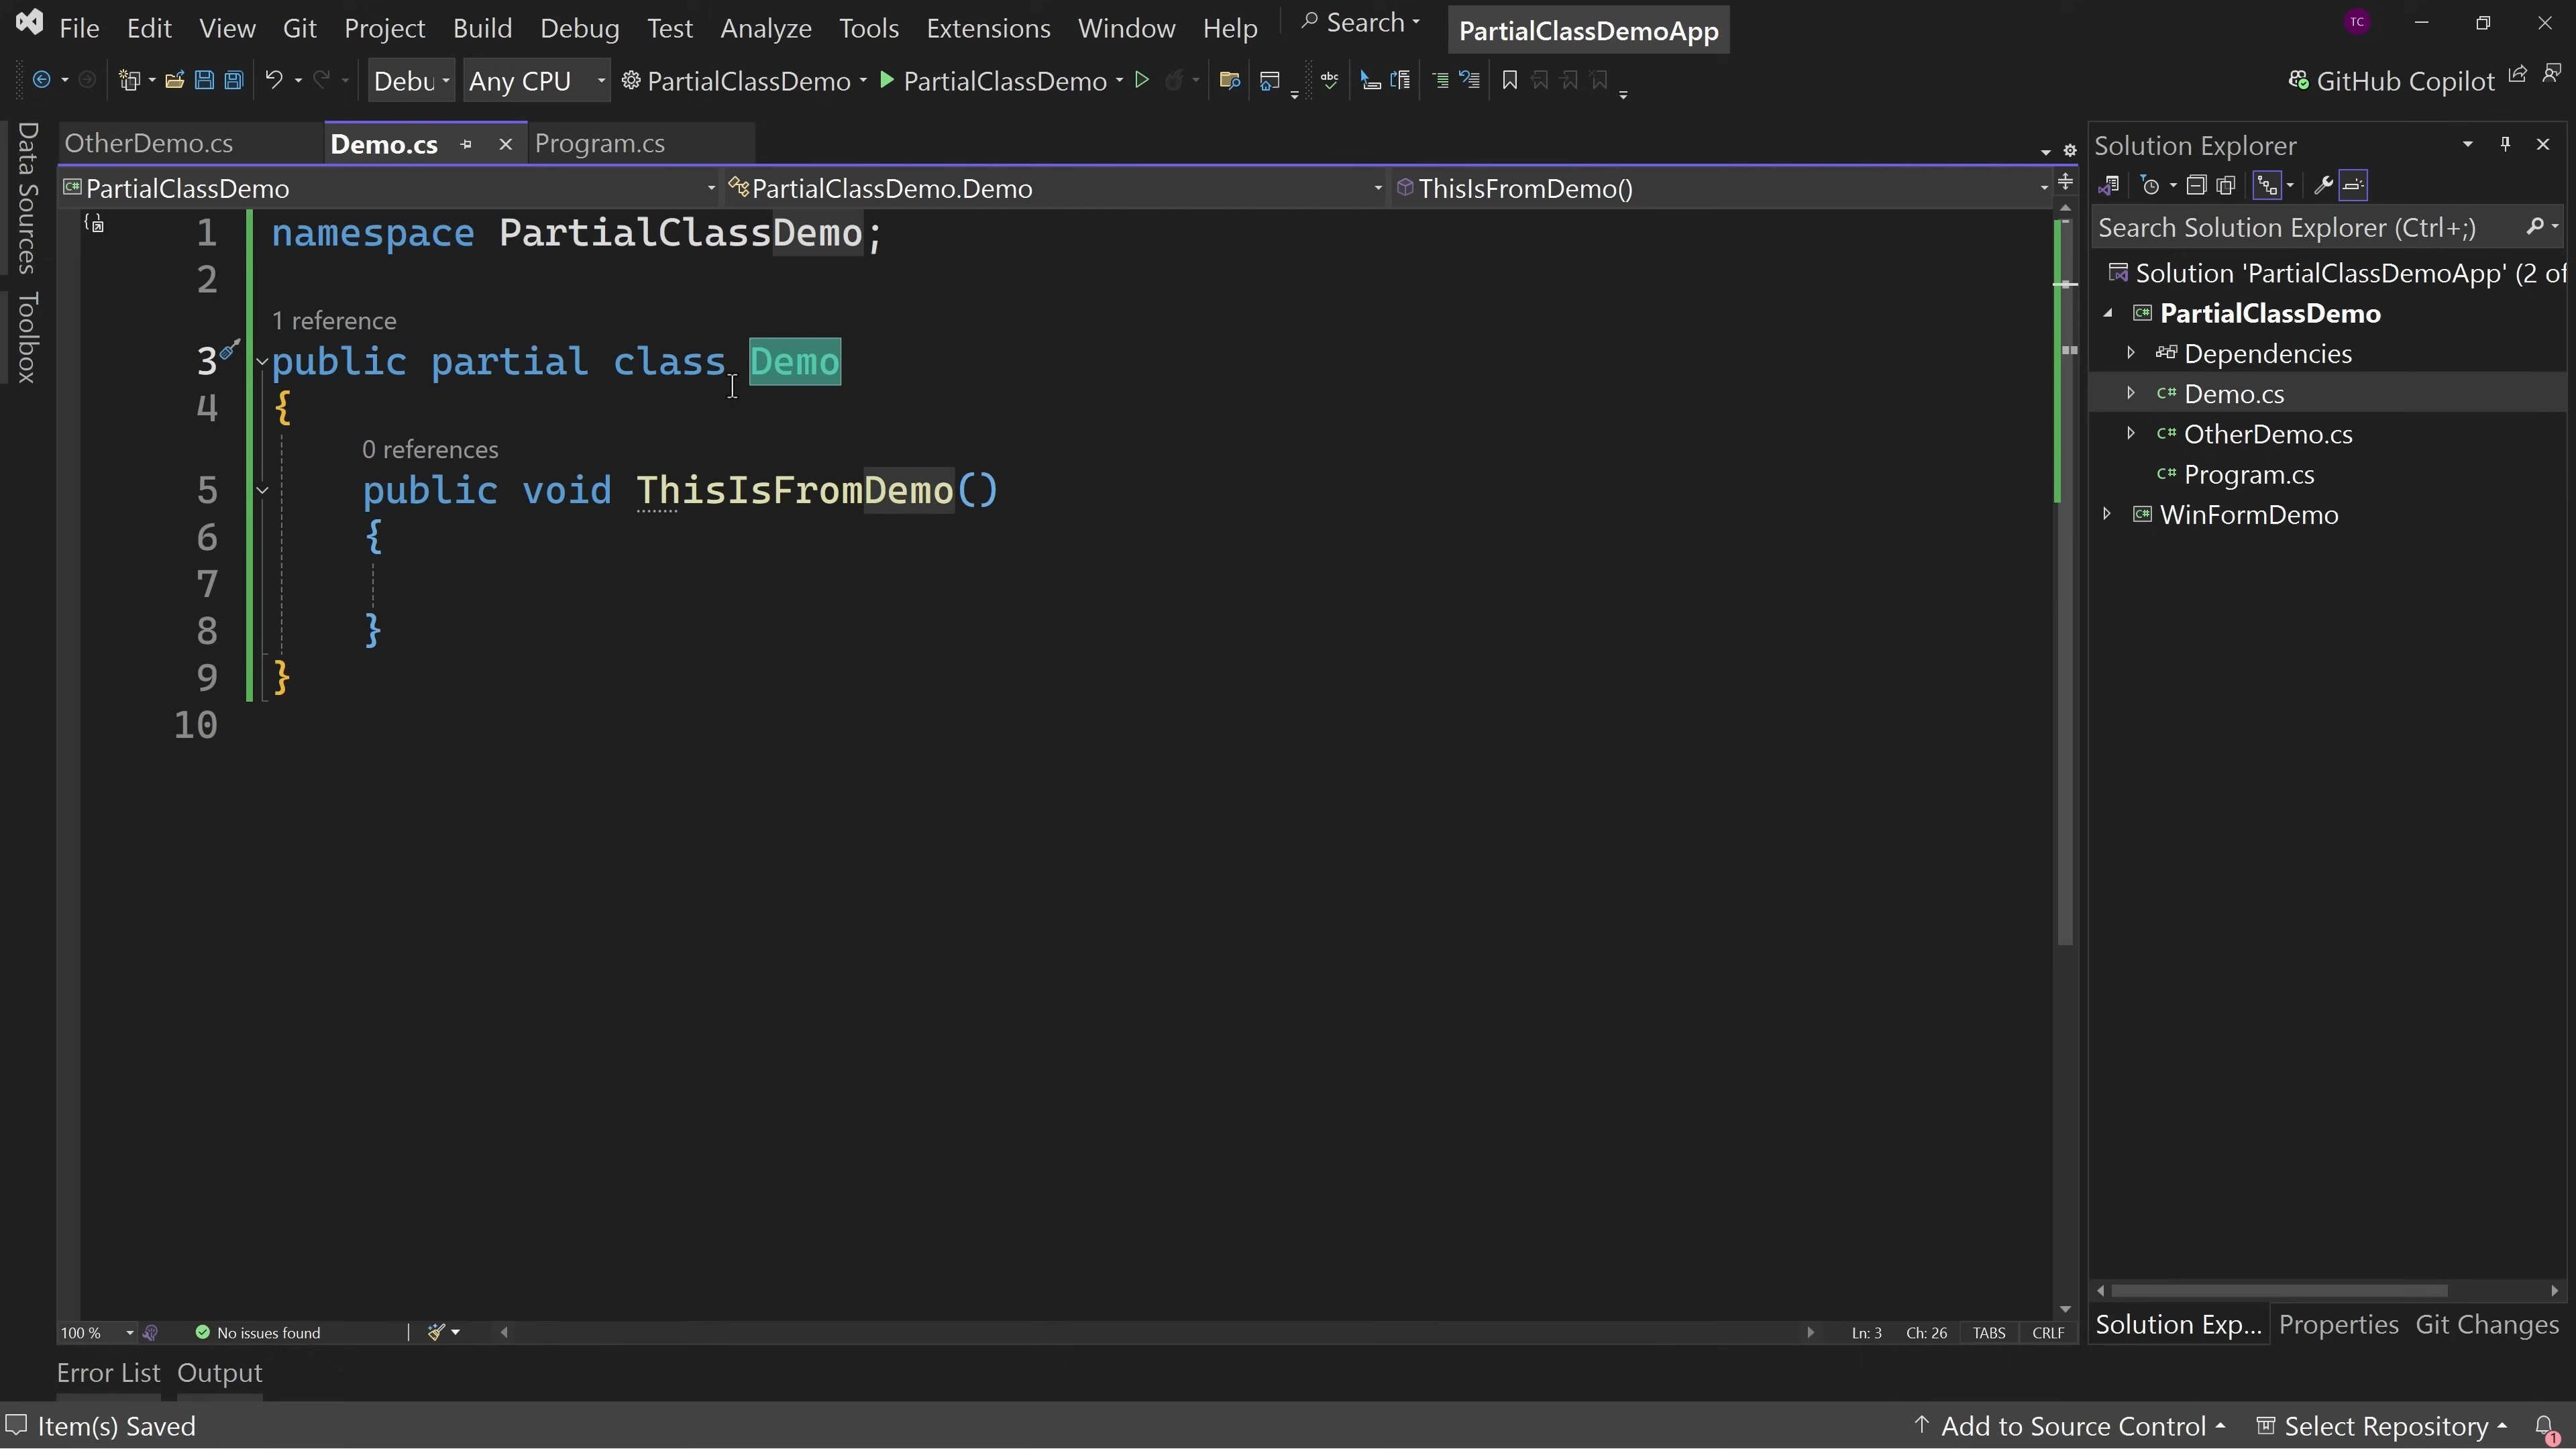 File Edit View Git Project Build Debug Test Analyze Tools Extensions Window Help Search PartialClassDemoApp TC
Debu Any CPU PartialClassDemo PartialClassDemo abc GitHub Copilot
Data Sources
Toolbox
OtherDemo.cs Demo.cs Program.cs
PartialClassDemo PartialClassDemo.Demo ThisIsFromDemo()
1 namespace PartialClassDemo;
2
1 reference
3 public partial class Demo
4 {
0 references
5 public void ThisIsFromDemo()
6 {
7
8 }
9 }
10
100 % No issues found Ln: 3 Ch: 26 TABS CRLF
Solution Explorer
Search Solution Explorer (Ctrl+;)
Solution 'PartialClassDemoApp' (2 of
C# PartialClassDemo
Dependencies
C# Demo.cs
C# OtherDemo.cs
C# Program.cs
C# WinFormDemo
Solution Exp... Properties Git Changes
Error List Output
Item(s) Saved Add to Source Control Select Repository 1